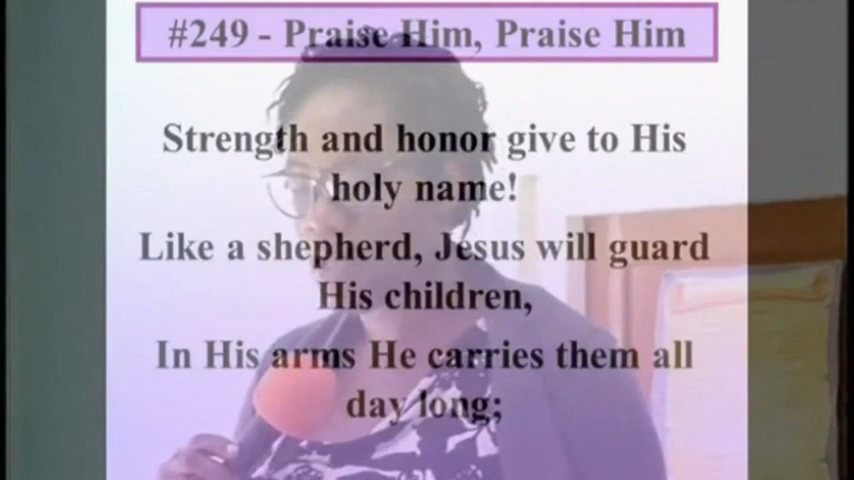 #249 - Praise Him, Praise Him
Strength and honor give to His
holy name!
Like a shepherd, Jesus will guard
His children,
In His arms He carries them all
day long;